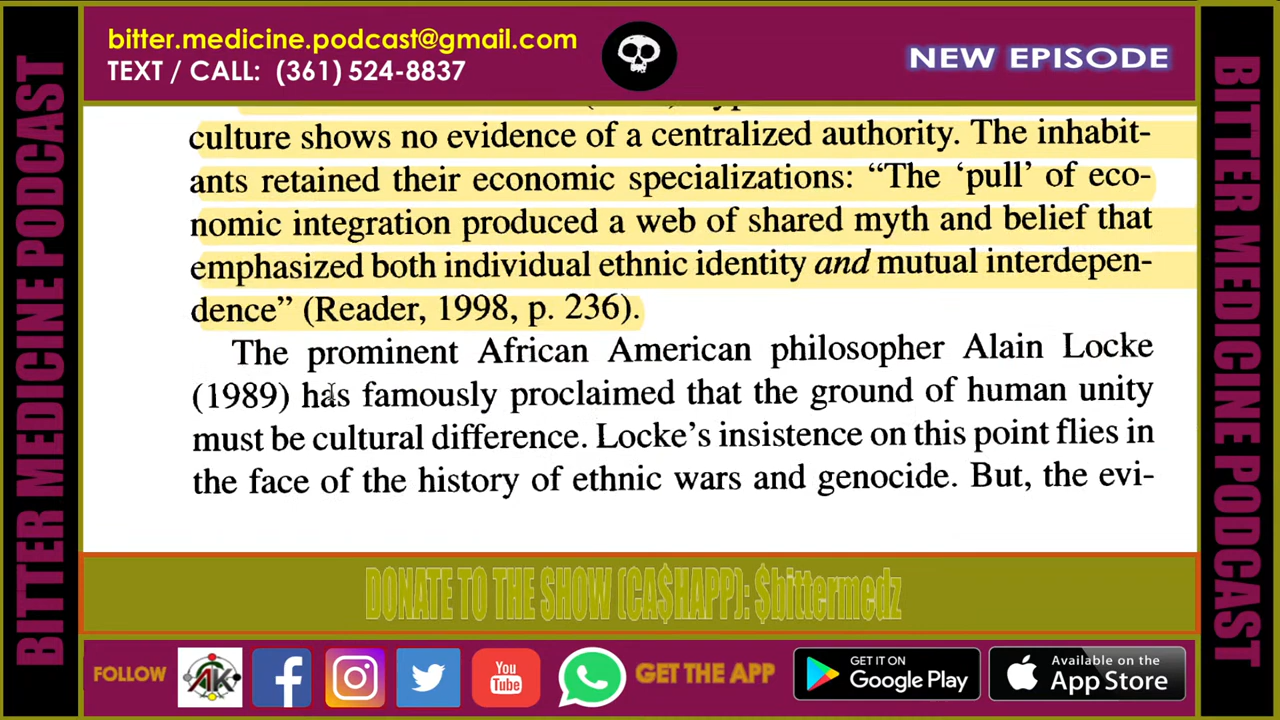 bitter.medicine.podcast@gmail.com
TEXT / CALL: (361) 524-8837
NEW EPISODE
BITTER MEDICINE PODCAST
culture shows no evidence of a centralized authority. The inhabit-
ants retained their economic specializations: “The ‘pull’ of eco-
nomic integration produced a web of shared myth and belief that
emphasized both individual ethnic identity and mutual interdepen-
dence” (Reader, 1998, p. 236).
The prominent African American philosopher Alain Locke
(1989) has famously proclaimed that the ground of human unity
must be cultural difference. Locke’s insistence on this point flies in
the face of the history of ethnic wars and genocide. But, the evi-
BITTER MEDICINE PODCAST
DONATE TO THE SHOW (CA$HAPP): $bittermedz
FOLLOW
You
Tube
GET THE APP
GET IT ON
Google Play
Available on the
App Store